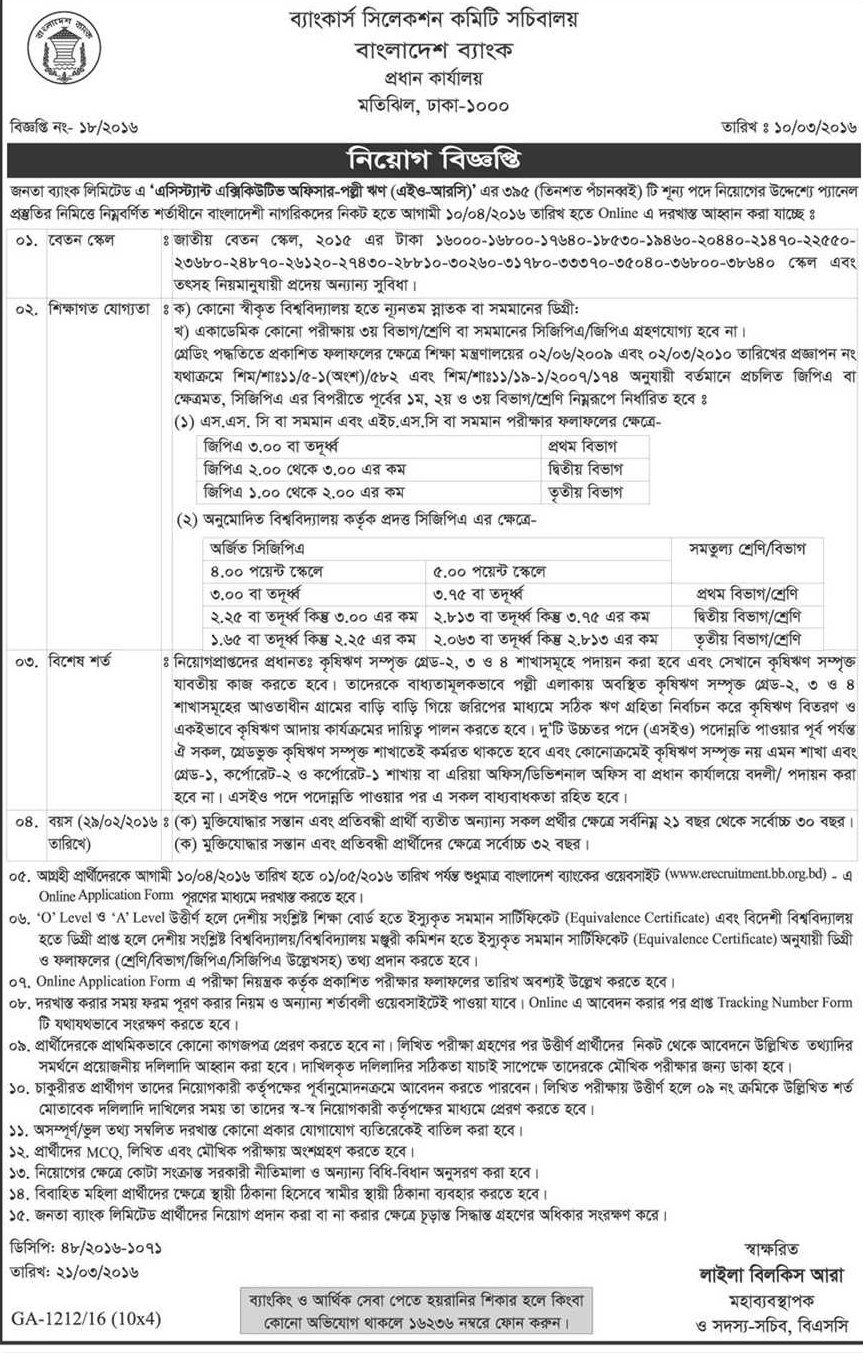 বাংলাদেশ ব্যাংক
ব্যাংকার্স সিলেকশন কমিটি সচিবালয়
বাংলাদেশ ব্যাংক
প্রধান কার্যালয়
মতিঝিল, ঢাকা-১০০০
বিজ্ঞপ্তি নং- ১৮/২০১৬ তারিখ ঃ ১০/০৩/২০১৬
নিয়োগ বিজ্ঞপ্তি
জনতা ব্যাংক লিমিটেড এ ‘এসিস্ট্যান্ট এক্সিকিউটিভ অফিসার-পল্লী ঋণ (এইও-আরসি)’ এর ৩৯৫ (তিনশত পঁচানব্বই) টি শূন্য পদে নিয়োগের উদ্দেশ্যে প্যানেল
প্রস্তুতির নিমিত্তে নিম্নবর্ণিত শর্তাধীনে বাংলাদেশী নাগরিকদের নিকট হতে আগামী ১০/০৪/২০১৬ তারিখ হতে Online এ দরখাস্ত আহ্বান করা যাচ্ছে ঃ
০১. বেতন স্কেল ঃ জাতীয় বেতন স্কেল, ২০১৫ এর টাকা ১৬০০০-১৬৮০০-১৭৬৪০-১৮৫৩০-১৯৪৬০-২০৪৪০-২১৪৭০-২২৫৫০-
২৩৬৮০-২৪৮৭০-২৬১২০-২৭৪৩০-২৮৮১০-৩০২৬০-৩১৭৮০-৩৩৩৭০-৩৫০৪০-৩৬৮০০-৩৮৬৪০ স্কেল এবং
তৎসহ নিয়মানুযায়ী প্রদেয় অন্যান্য সুবিধা।
০২. শিক্ষাগত যোগ্যতা ঃ ক) কোনো স্বীকৃত বিশ্ববিদ্যালয় হতে ন্যূনতম স্নাতক বা সমমানের ডিগ্রী:
খ) একাডেমিক কোনো পরীক্ষায় ৩য় বিভাগ/শ্রেণি বা সমমানের সিজিপিএ/জিপিএ গ্রহণযোগ্য হবে না।
গ্রেডিং পদ্ধতিতে প্রকাশিত ফলাফলের ক্ষেত্রে শিক্ষা মন্ত্রণালয়ের ০২/০৬/২০০৯ এবং ০২/০৩/২০১০ তারিখের প্রজ্ঞাপন নং
যথাক্রমে শিম/শাঃ১১/৫-১(অংশ)/৫৮২ এবং শিম/শাঃ১১/১৯-১/২০০৭/১৭৪ অনুযায়ী বর্তমানে প্রচলিত জিপিএ বা
ক্ষেত্রমত, সিজিপিএ এর বিপরীতে পূর্বের ১ম, ২য় ও ৩য় বিভাগ/শ্রেণি নিম্নরূপে নির্ধারিত হবে ঃ
(১) এস.এস. সি বা সমমান এবং এইচ.এস.সি বা সমমান পরীক্ষার ফলাফলের ক্ষেত্রে-
জিপিএ ৩.০০ বা তদূর্ধ্ব প্রথম বিভাগ
জিপিএ ২.০০ থেকে ৩.০০ এর কম দ্বিতীয় বিভাগ
জিপিএ ১.০০ থেকে ২.০০ এর কম তৃতীয় বিভাগ
(২) অনুমোদিত বিশ্ববিদ্যালয় কর্তৃক প্রদত্ত সিজিপিএ এর ক্ষেত্রে-
অর্জিত সিজিপিএ সমতুল্য শ্রেণি/বিভাগ
৪.০০ পয়েন্ট স্কেলে ৫.০০ পয়েন্ট স্কেলে
৩.০০ বা তদূর্ধ্ব ৩.৭৫ বা তদূর্ধ্ব প্রথম বিভাগ/শ্রেণি
২.২৫ বা তদূর্ধ্ব কিন্তু ৩.০০ এর কম ২.৮১৩ বা তদূর্ধ্ব কিন্তু ৩.৭৫ এর কম দ্বিতীয় বিভাগ/শ্রেণি
১.৬৫ বা তদূর্ধ্ব কিন্তু ২.২৫ এর কম ২.০৬৩ বা তদূর্ধ্ব কিন্তু ২.৮১৩ এর কম তৃতীয় বিভাগ/শ্রেণি
০৩. বিশেষ শর্ত ঃ নিয়োগপ্রাপ্তদের প্রধানতঃ কৃষিঋণ সম্পৃক্ত গ্রেড-২, ৩ ও ৪ শাখাসমূহে পদায়ন করা হবে এবং সেখানে কৃষিঋণ সম্পৃক্ত
যাবতীয় কাজ করতে হবে। তাদেরকে বাধ্যতামূলকভাবে পল্লী এলাকায় অবস্থিত কৃষিঋণ সম্পৃক্ত গ্রেড-২, ৩ ও ৪
শাখাসমূহের আওতাধীন গ্রামের বাড়ি বাড়ি গিয়ে জরিপের মাধ্যমে সঠিক ঋণ গ্রহিতা নির্বাচন করে কৃষিঋণ বিতরণ ও
একইভাবে কৃষিঋণ আদায় কার্যক্রমের দায়িত্ব পালন করতে হবে। দু’টি উচ্চতর পদে (এসইও) পদোন্নতি পাওয়ার পূর্ব পর্যন্ত
ঐ সকল, গ্রেডভুক্ত কৃষিঋণ সম্পৃক্ত শাখাতেই কর্মরত থাকতে হবে এবং কোনোক্রমেই কৃষিঋণ সম্পৃক্ত নয় এমন শাখা এবং
গ্রেড-১, কর্পোরেট-২ ও কর্পোরেট-১ শাখায় বা এরিয়া অফিস/ডিভিশনাল অফিস বা প্রধান কার্যালয়ে বদলী/ পদায়ন করা
হবে না। এসইও পদে পদোন্নতি পাওয়ার পর এ সকল বাধ্যবাধকতা রহিত হবে।
০৪. বয়স (২৯/০২/২০১৬ ঃ (ক) মুক্তিযোদ্ধার সন্তান এবং প্রতিবন্ধী প্রার্থী ব্যতীত অন্যান্য সকল প্রার্থীর ক্ষেত্রে সর্বনিম্ন ২১ বছর থেকে সর্বোচ্চ ৩০ বছর।
তারিখে) (ক) মুক্তিযোদ্ধার সন্তান এবং প্রতিবন্ধী প্রার্থীদের ক্ষেত্রে সর্বোচ্চ ৩২ বছর।
০৫. আগ্রহী প্রার্থীদেরকে আগামী ১০/০৪/২০১৬ তারিখ হতে ০১/০৫/২০১৬ তারিখ পর্যন্ত শুধুমাত্র বাংলাদেশ ব্যাংকের ওয়েবসাইট (www.erecruitment.bb.org.bd) - এ
Online Application Form পূরণের মাধ্যমে দরখাস্ত করতে হবে।
০৬. ‘O’ Level ও ‘A’ Level উত্তীর্ণ হলে দেশীয় সংশ্লিষ্ট শিক্ষা বোর্ড হতে ইস্যুকৃত সমমান সার্টিফিকেট (Equivalence Certificate) এবং বিদেশী বিশ্ববিদ্যালয়
হতে ডিগ্রী প্রাপ্ত হলে দেশীয় সংশ্লিষ্ট বিশ্ববিদ্যালয়/বিশ্ববিদ্যালয় মঞ্জুরী কমিশন হতে ইস্যুকৃত সমমান সার্টিফিকেট (Equivalence Certificate) অনুযায়ী ডিগ্রী
ও ফলাফলের (শ্রেণি/বিভাগ/জিপিএ/সিজিপিএ উল্লেখসহ) তথ্য প্রদান করতে হবে।
০৭. Online Application Form এ পরীক্ষা নিয়ন্ত্রক কর্তৃক প্রকাশিত পরীক্ষার ফলাফলের তারিখ অবশ্যই উল্লেখ করতে হবে।
০৮. দরখাস্ত করার সময় ফরম পূরণ করার নিয়ম ও অন্যান্য শর্তাবলী ওয়েবসাইটেই পাওয়া যাবে। Online এ আবেদন করার পর প্রাপ্ত Tracking Number Form
টি যথাযথভাবে সংরক্ষণ করতে হবে।
০৯. প্রার্থীদেরকে প্রাথমিকভাবে কোনো কাগজপত্র প্রেরণ করতে হবে না। লিখিত পরীক্ষা গ্রহণের পর উত্তীর্ণ প্রার্থীদের নিকট থেকে আবেদনে উল্লিখিত তথ্যাদির
সমর্থনে প্রয়োজনীয় দলিলাদি আহ্বান করা হবে। দাখিলকৃত দলিলাদির সঠিকতা যাচাই সাপেক্ষে তাদেরকে মৌখিক পরীক্ষার জন্য ডাকা হবে।
১০. চাকুরীরত প্রার্থীগণ তাদের নিয়োগকারী কর্তৃপক্ষের পূর্বানুমোদনক্রমে আবেদন করতে পারবেন। লিখিত পরীক্ষায় উত্তীর্ণ হলে ০৯ নং ক্রমিকে উল্লিখিত শর্ত
মোতাবেক দলিলাদি দাখিলের সময় তা তাদের স্ব-স্ব নিয়োগকারী কর্তৃপক্ষের মাধ্যমে প্রেরণ করতে হবে।
১১. অসম্পূর্ণ/ভুল তথ্য সম্বলিত দরখাস্ত কোনো প্রকার যোগাযোগ ব্যতিরেকেই বাতিল করা হবে।
১২. প্রার্থীদের MCQ, লিখিত এবং মৌখিক পরীক্ষায় অংশগ্রহণ করতে হবে।
১৩. নিয়োগের ক্ষেত্রে কোটা সংক্রান্ত সরকারী নীতিমালা ও অন্যান্য বিধি-বিধান অনুসরণ করা হবে।
১৪. বিবাহিত মহিলা প্রার্থীদের ক্ষেত্রে স্থায়ী ঠিকানা হিসেবে স্বামীর স্থায়ী ঠিকানা ব্যবহার করতে হবে।
১৫. জনতা ব্যাংক লিমিটেড প্রার্থীদের নিয়োগ প্রদান করা বা না করার ক্ষেত্রে চূড়ান্ত সিদ্ধান্ত গ্রহণের অধিকার সংরক্ষণ করে।
ডিসিপি: ৪৮/২০১৬-১০৭১
তারিখ: ২১/০৩/২০১৬
GA-1212/16 (10x4)
ব্যাংকিং ও আর্থিক সেবা পেতে হয়রানির শিকার হলে কিংবা
কোনো অভিযোগ থাকলে ১৬২৩৬ নম্বরে ফোন করুন।
স্বাক্ষরিত
লাইলা বিলকিস আরা
মহাব্যবস্থাপক
ও সদস্য-সচিব, বিএসসি